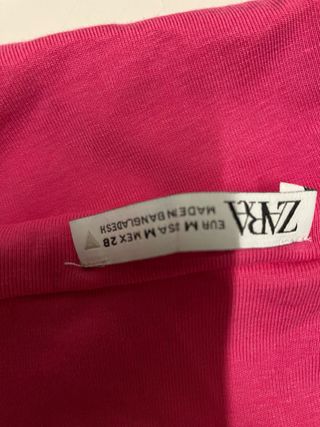 ZARA
EUR M USA M MEX 28
MADE IN BANGLADESH